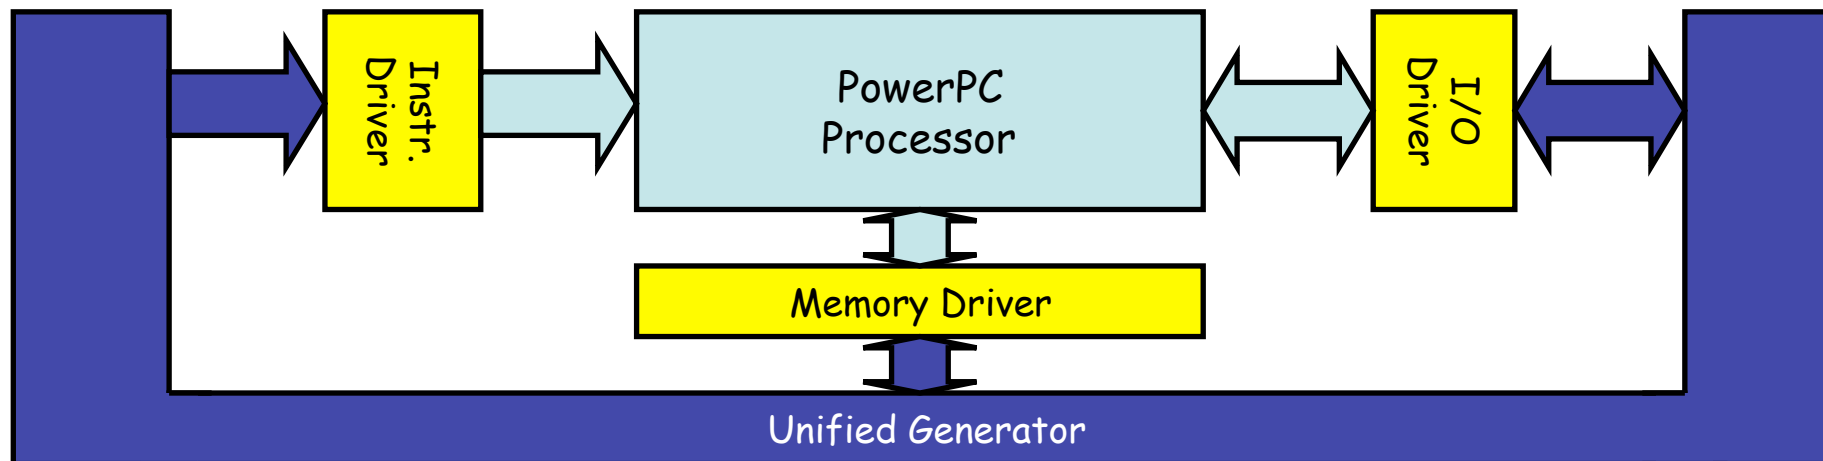 Instr.
Driver
PowerPC
Processor
I/O
Driver
Memory Driver
Unified Generator